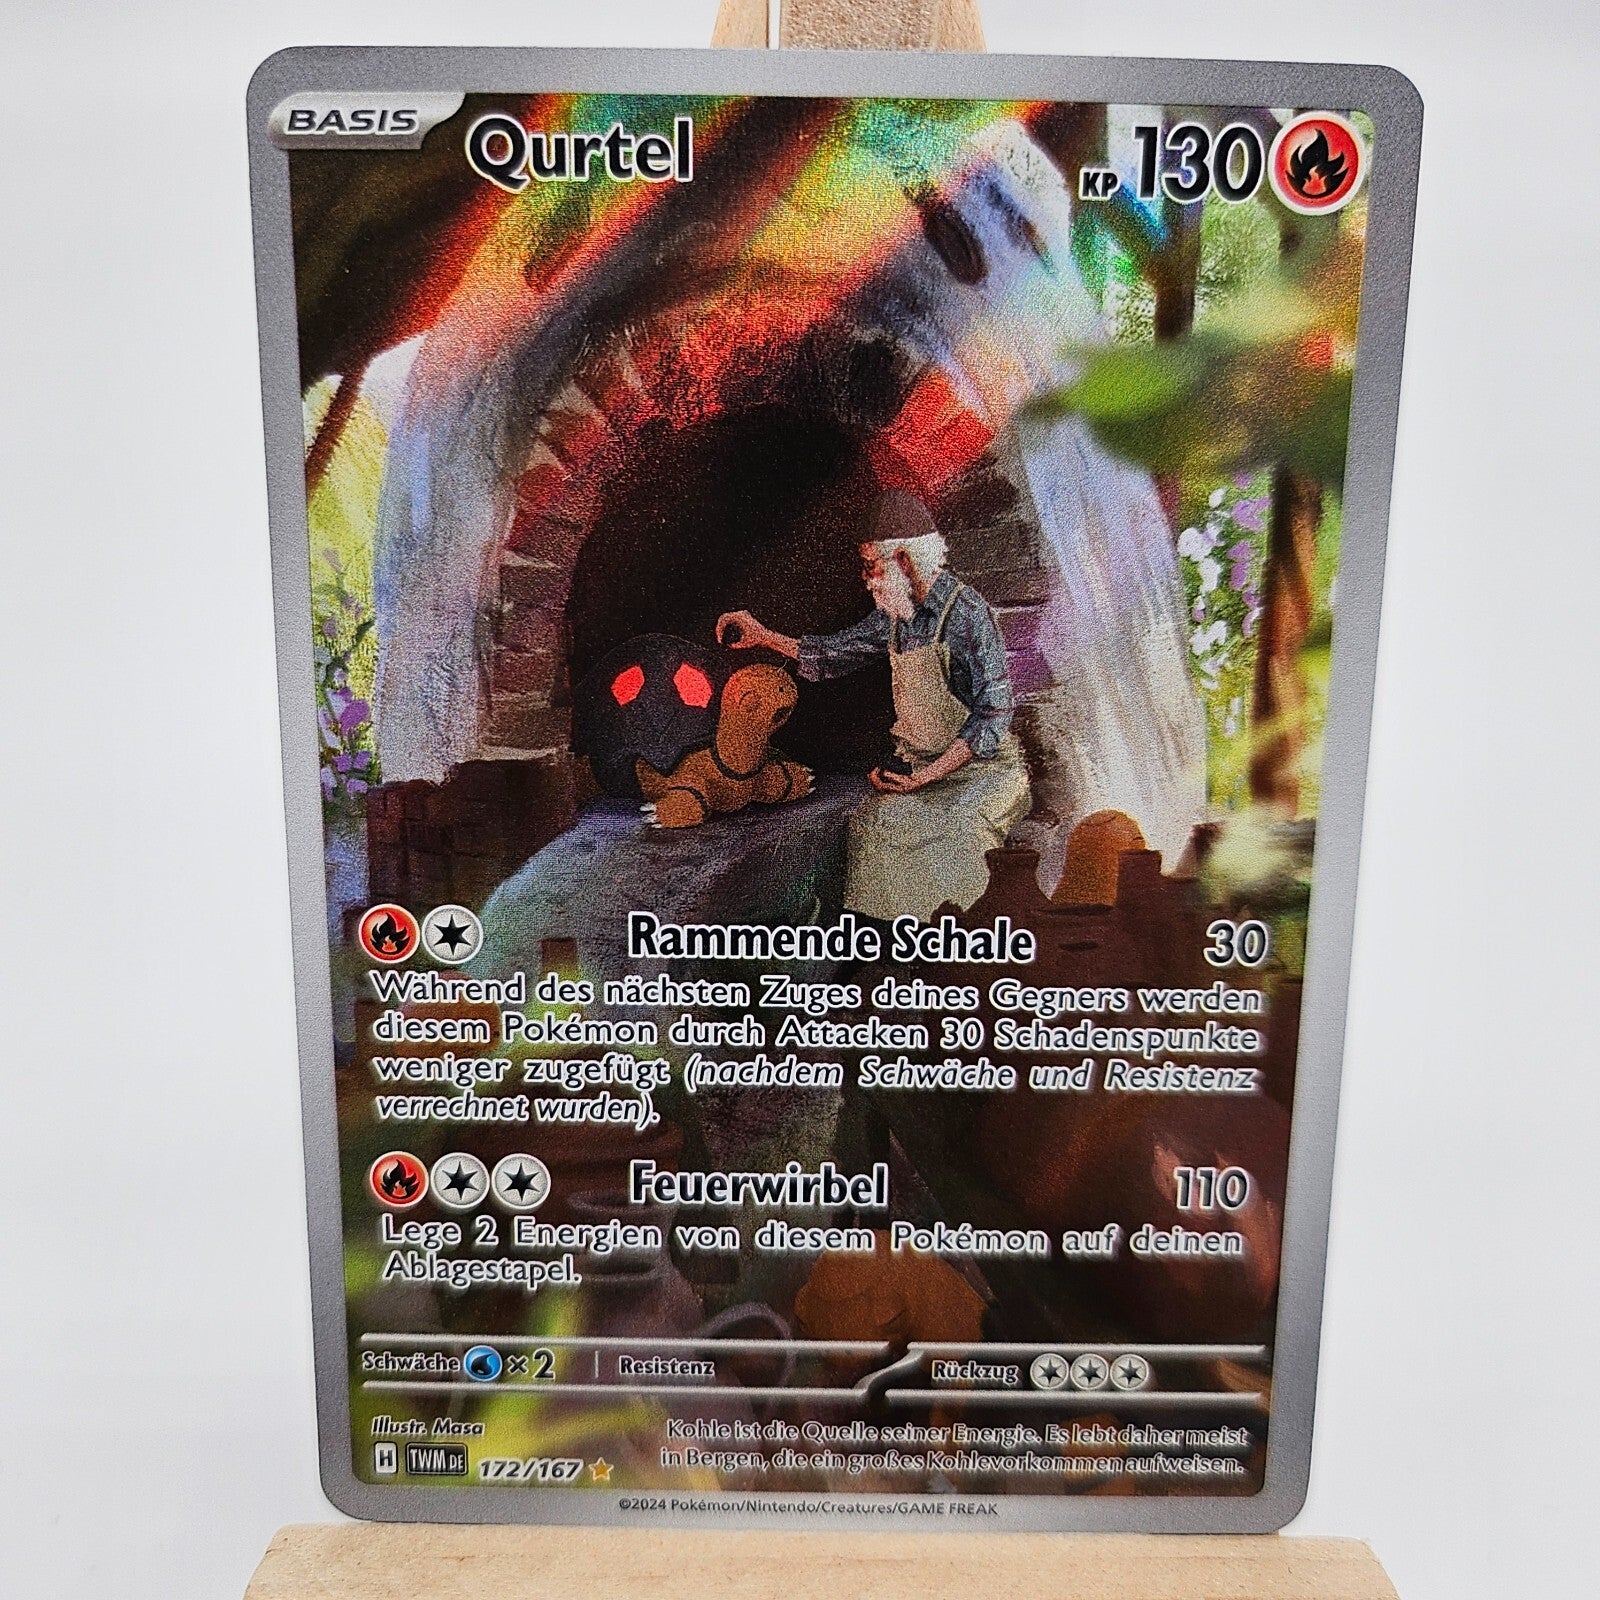 BASIS
Qurtel
KP 130
Rammende Schale 30
Während des nächsten Zuges deines Gegners werden
diesem Pokémon durch Attacken 30 Schadenspunkte
weniger zugefügt (nachdem Schwäche und Resistenz
verrechnet wurden).
Feuerwirbel 110
Lege 2 Energien von diesem Pokémon auf deinen
Ablagestapel.
Schwäche ×2 Resistenz Rückzug
Illustr. Masa
H TWM DE 172/167
Kohle ist die Quelle seiner Energie. Es lebt daher meist
in Bergen, die ein großes Kohlevorkommen aufweisen.
©2024 Pokémon/Nintendo/Creatures/GAME FREAK